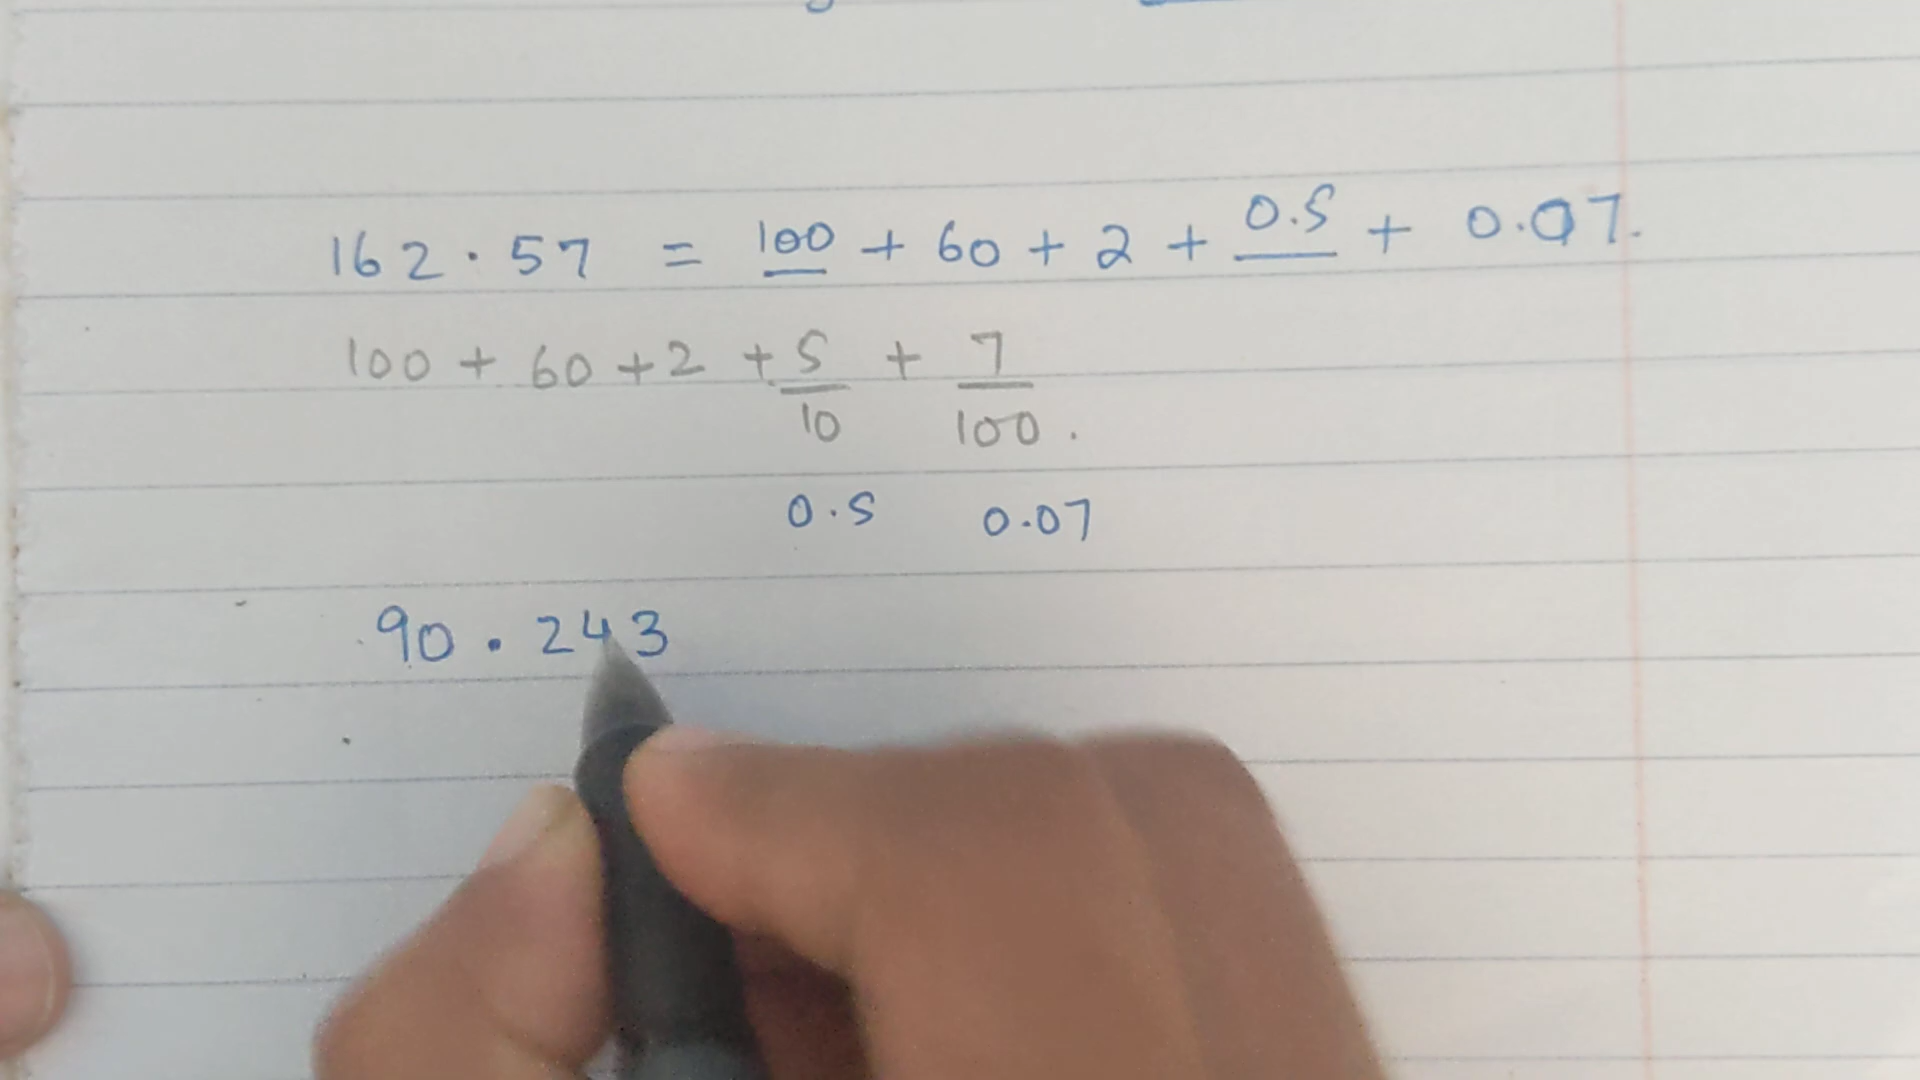 162.57 = 100 + 60 + 2 + 0.5 + 0.07.
100 + 60 + 2 + 5/10 + 7/100.
0.5 0.07
90.243